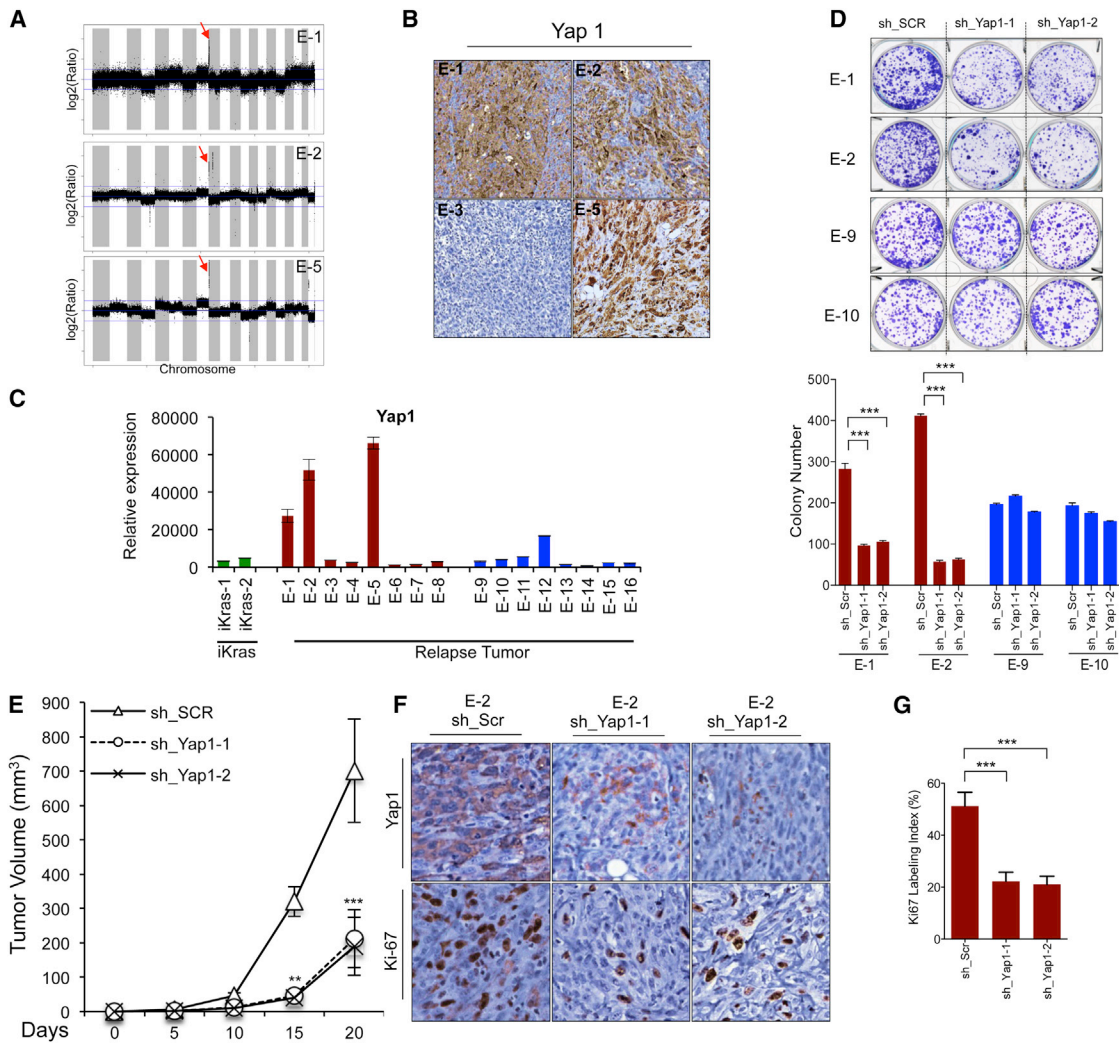 A
E-1
log2(Ratio)
E-2
log2(Ratio)
E-5
log2(Ratio)
Chromosome
B
Yap 1
E-1
E-2
E-3
E-5
C
Yap1
Relative expression
80000
60000
40000
20000
0
iKras-1
iKras-2
E-1
E-2
E-3
E-4
E-5
E-6
E-7
E-8
E-9
E-10
E-11
E-12
E-13
E-14
E-15
E-16
iKras
Relapse Tumor
D
sh_SCR sh_Yap1-1 sh_Yap1-2
E-1
E-2
E-9
E-10
Colony Number
500
400
300
200
100
0
***
***
***
***
sh_Scr
sh_Yap1-1
sh_Yap1-2
sh_Scr
sh_Yap1-1
sh_Yap1-2
sh_Scr
sh_Yap1-1
sh_Yap1-2
sh_Scr
sh_Yap1-1
sh_Yap1-2
E-1 E-2 E-9 E-10
E
Tumor Volume (mm3)
900
800
700
600
500
400
300
200
100
0
sh_SCR
sh_Yap1-1
sh_Yap1-2
**
***
Days 0 5 10 15 20
F
E-2
sh_Scr
E-2
sh_Yap1-1
E-2
sh_Yap1-2
Yap1
Ki-67
G
Ki67 Labeling Index (%)
60
40
20
0
***
***
sh_Scr
sh_Yap1-1
sh_Yap1-2